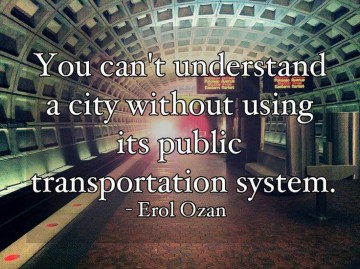 You can't understand
a city without using
its public
transportation system.
- Erol Ozan